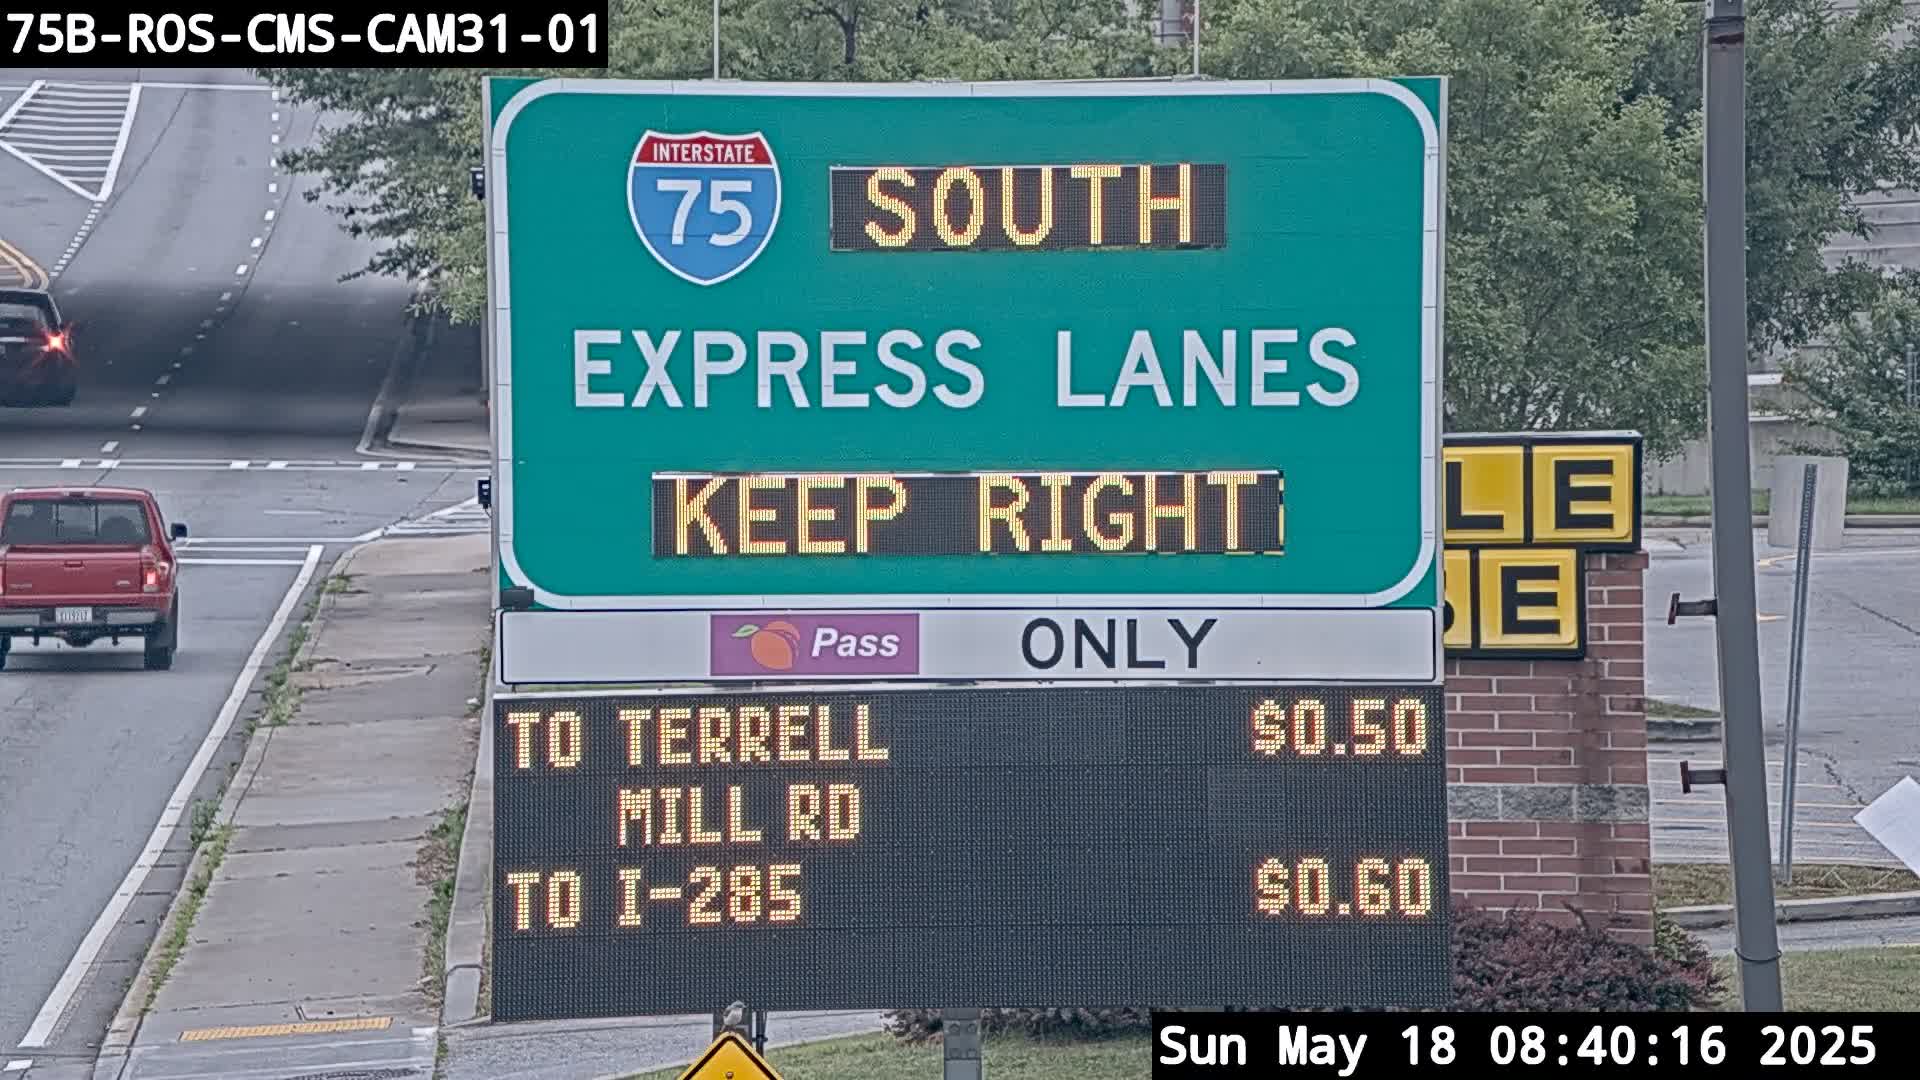 75B-ROS-CMS-CAM31-01
INTERSTATE
75
SOUTH
EXPRESS LANES
KEEP RIGHT
LE
E
Pass ONLY
TO TERRELL $0.50
MILL RD
TO I-285 $0.60
Sun May 18 08:40:16 2025